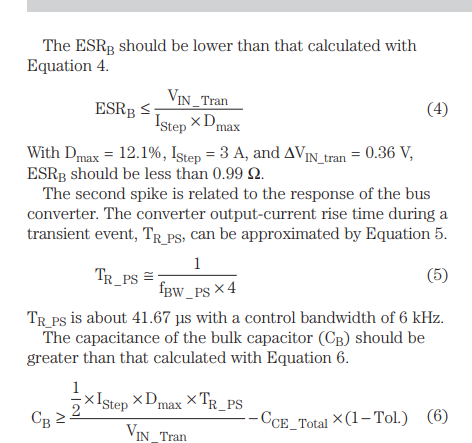 The ESR_B should be lower than that calculated with
Equation 4.
ESR_B ≤ V_IN_Tran / (I_Step × D_max) (4)
With D_max = 12.1%, I_Step = 3 A, and ΔV_IN_tran = 0.36 V,
ESR_B should be less than 0.99 Ω.
The second spike is related to the response of the bus
converter. The converter output-current rise time during a
transient event, T_R_PS, can be approximated by Equation 5.
T_R_PS ≅ 1 / (f_BW_PS × 4) (5)
T_R_PS is about 41.67 µs with a control bandwidth of 6 kHz.
The capacitance of the bulk capacitor (C_B) should be
greater than that calculated with Equation 6.
C_B ≥ (1/2 × I_Step × D_max × T_R_PS) / V_IN_Tran − C_CE_Total × (1 − Tol.) (6)